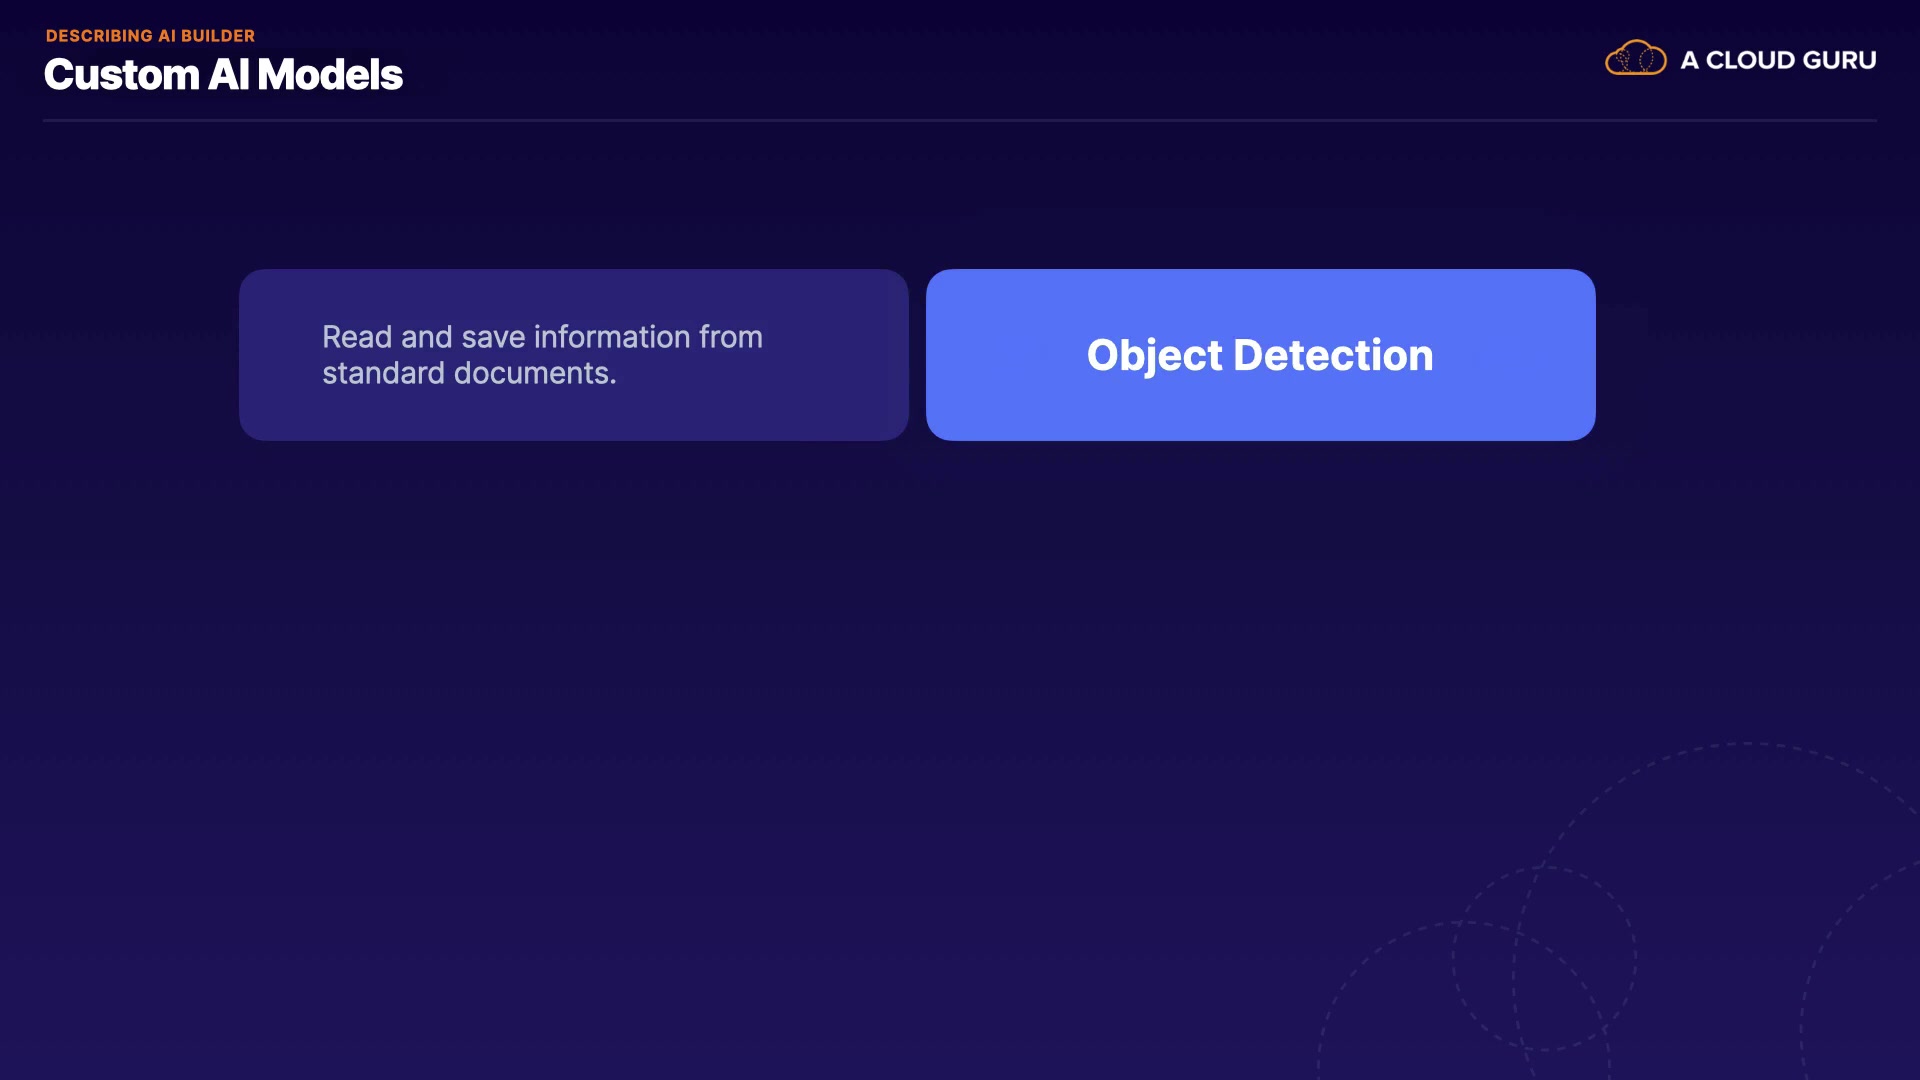 DESCRIBING AI BUILDER
Custom AI Models
A CLOUD GURU
Read and save information from
standard documents.
Object Detection